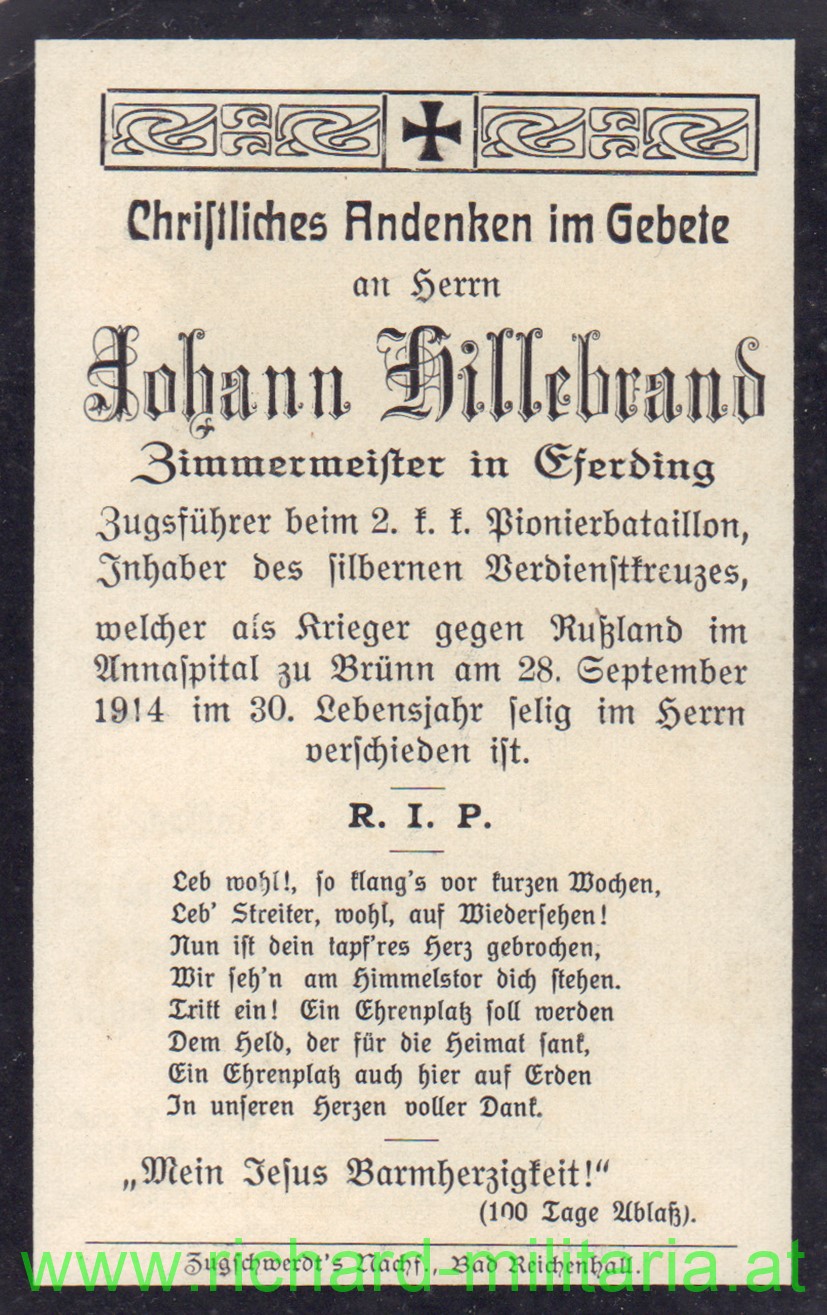 Christliches Andenken im Gebete
an Herrn
Johann Hillebrand
Zimmermeister in Eferding
Zugsführer beim 2. k. k. Pionierbataillon,
Inhaber des silbernen Verdienstkreuzes,
welcher als Krieger gegen Rußland im
Annaspital zu Brünn am 28. September
1914 im 30. Lebensjahr selig im Herrn
verschieden ist.
R. I. P.
Leb wohl!, so klang's vor kurzen Wochen,
Leb' Streiter, wohl, auf Wiedersehen!
Nun ist dein tapf'res Herz gebrochen,
Wir seh'n am Himmelstor dich stehen.
Tritt ein! Ein Ehrenplatz soll werden
Dem Held, der für die Heimat sank,
Ein Ehrenplatz auch hier auf Erden
In unseren Herzen voller Dank.
„Mein Jesus Barmherzigkeit!“
(100 Tage Ablaß).
Zugschwerdt's Nachf., Bad Reichenhall.
www.richard-militaria.at